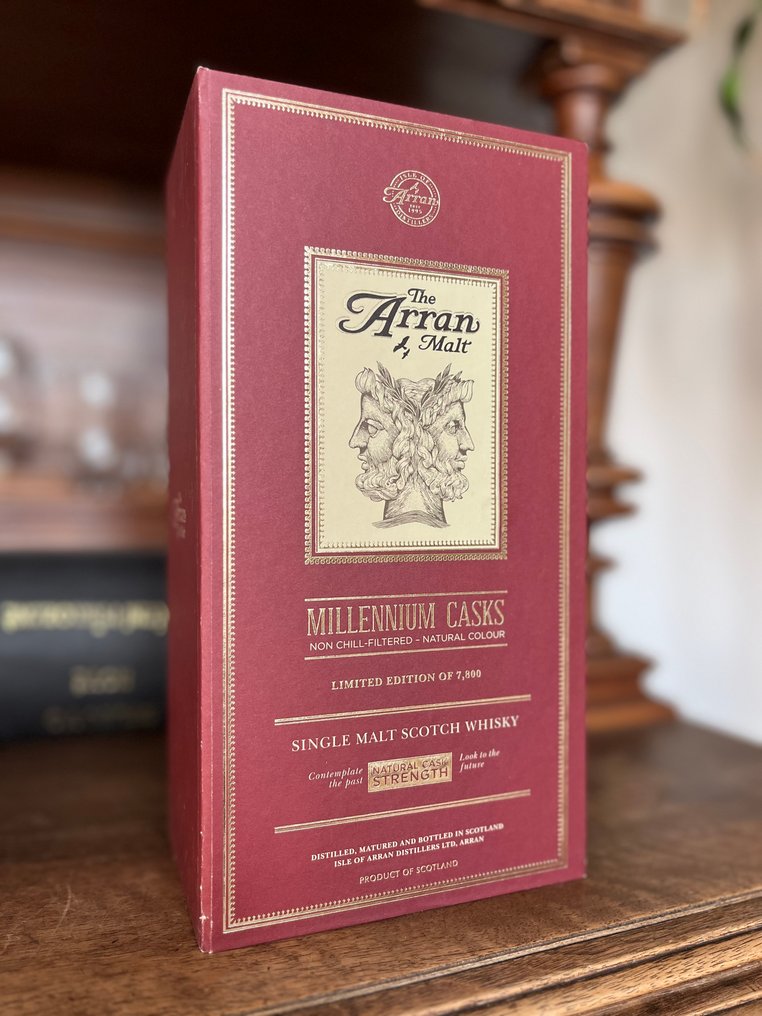 ISLE OF
Arran
ESTD
1995
DISTILLERS
The
Arran
Malt
MILLENNIUM CASKS
NON CHILL-FILTERED – NATURAL COLOUR
LIMITED EDITION OF 7,800
SINGLE MALT SCOTCH WHISKY
Contemplate
the past
NATURAL CASK
STRENGTH
Look to the
future
DISTILLED, MATURED AND BOTTLED IN SCOTLAND
ISLE OF ARRAN DISTILLERS LTD, ARRAN
PRODUCT OF SCOTLAND